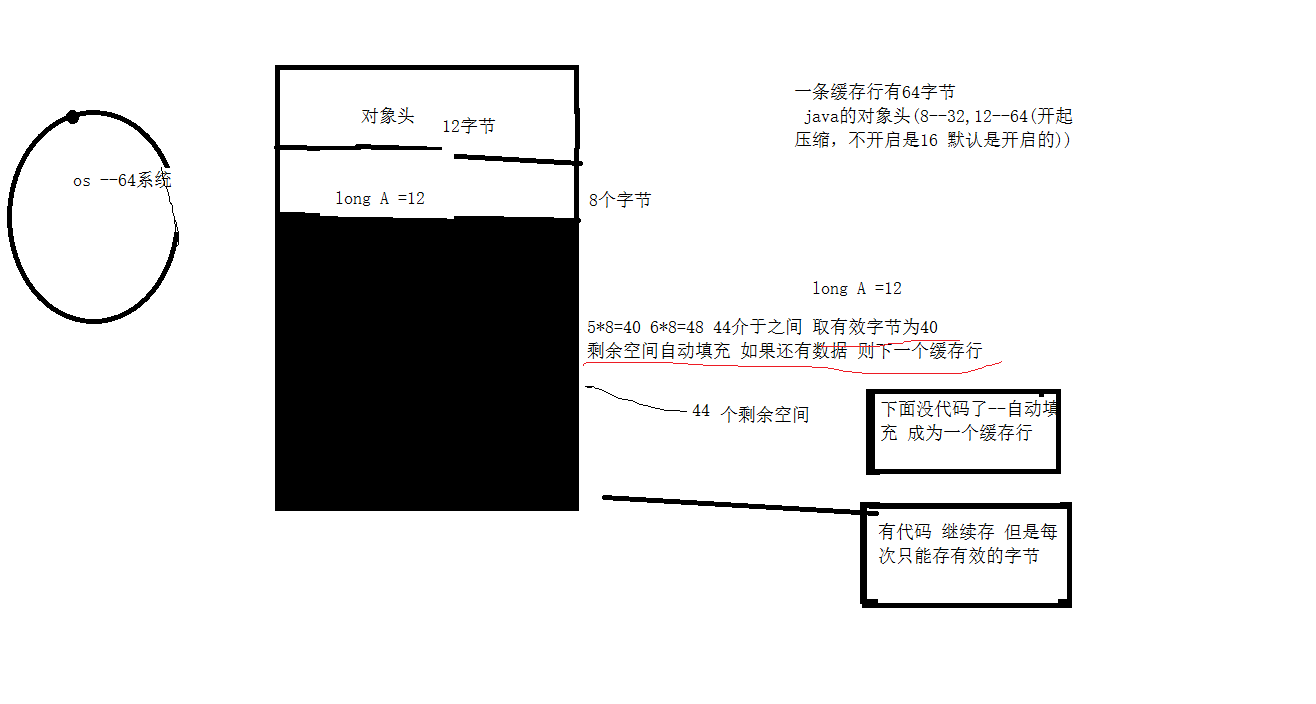 一条缓存行有64字节
java的对象头(8--32,12--64(开起
压缩，不开启是16 默认是开启的))
对象头
12字节
os --64系统
long A =12
8个字节
long A =12
5*8=40 6*8=48 44介于之间 取有效字节为40
剩余空间自动填充 如果还有数据 则下一个缓存行
44 个剩余空间
下面没代码了--自动填
充 成为一个缓存行
有代码 继续存 但是每
次只能存有效的字节